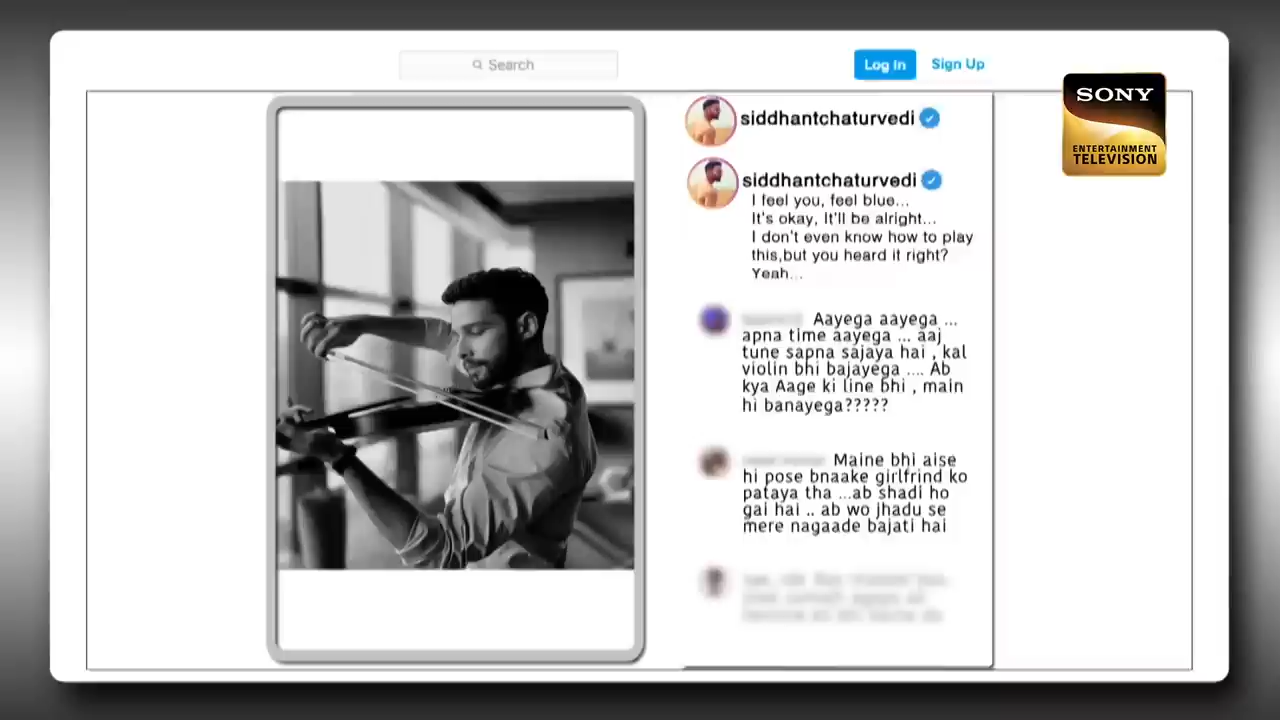 Search
Log In
Sign Up
SONY
ENTERTAINMENT
TELEVISION
siddhantchaturvedi
siddhantchaturvedi
I feel you, feel blue...
It's okay, It'll be alright...
I don't even know how to play
this,but you heard it right?
Yeah...
Aayega aayega ...
apna time aayega ... aaj
tune sapna sajaya hai , kal
violin bhi bajayega .... Ab
kya Aage ki line bhi , main
hi banayega?????
Maine bhi aise
hi pose bnaake girlfrind ko
pataya tha ...ab shadi ho
gai hai .. ab wo jhadu se
mere nagaade bajati hai